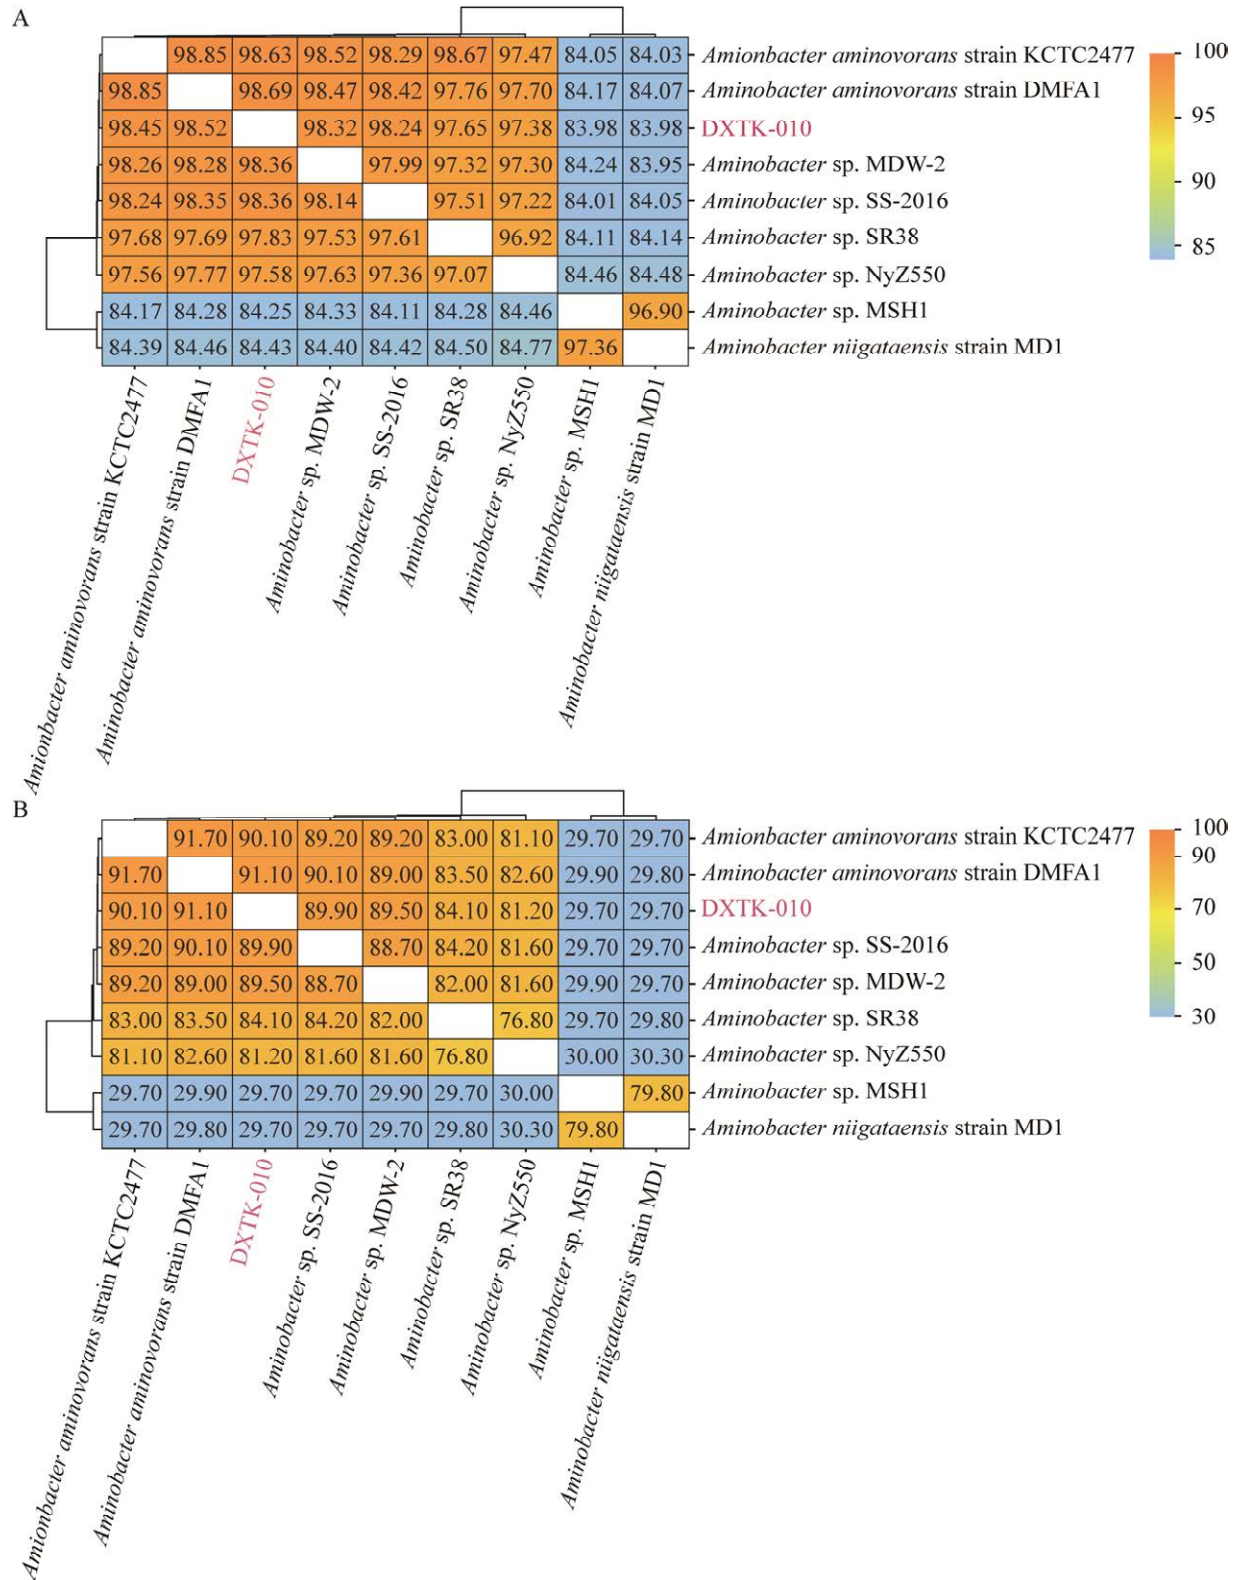 A
98.85 98.63 98.52 98.29 98.67 97.47 84.05 84.03 Amionbacter aminovorans strain KCTC2477
98.85 98.69 98.47 98.42 97.76 97.70 84.17 84.07 Aminobacter aminovorans strain DMFA1
98.45 98.52 98.32 98.24 97.65 97.38 83.98 83.98 DXTK-010
98.26 98.28 98.36 97.99 97.32 97.30 84.24 83.95 Aminobacter sp. MDW-2
98.24 98.35 98.36 98.14 97.51 97.22 84.01 84.05 Aminobacter sp. SS-2016
97.68 97.69 97.83 97.53 97.61 96.92 84.11 84.14 Aminobacter sp. SR38
97.56 97.77 97.58 97.63 97.36 97.07 84.46 84.48 Aminobacter sp. NyZ550
84.17 84.28 84.25 84.33 84.11 84.28 84.46 96.90 Aminobacter sp. MSH1
84.39 84.46 84.43 84.40 84.42 84.50 84.77 97.36 Aminobacter niigataensis strain MD1
100
95
90
85
Amionbacter aminovorans strain KCTC2477
Aminobacter aminovorans strain DMFA1
DXTK-010
Aminobacter sp. MDW-2
Aminobacter sp. SS-2016
Aminobacter sp. SR38
Aminobacter sp. NyZ550
Aminobacter sp. MSH1
Aminobacter niigataensis strain MD1
B
91.70 90.10 89.20 89.20 83.00 81.10 29.70 29.70 Amionbacter aminovorans strain KCTC2477
91.70 91.10 90.10 89.00 83.50 82.60 29.90 29.80 Aminobacter aminovorans strain DMFA1
90.10 91.10 89.90 89.50 84.10 81.20 29.70 29.70 DXTK-010
89.20 90.10 89.90 88.70 84.20 81.60 29.70 29.70 Aminobacter sp. SS-2016
89.20 89.00 89.50 88.70 82.00 81.60 29.90 29.70 Aminobacter sp. MDW-2
83.00 83.50 84.10 84.20 82.00 76.80 29.70 29.80 Aminobacter sp. SR38
81.10 82.60 81.20 81.60 81.60 76.80 30.00 30.30 Aminobacter sp. NyZ550
29.70 29.90 29.70 29.70 29.90 29.70 30.00 79.80 Aminobacter sp. MSH1
29.70 29.80 29.70 29.70 29.70 29.80 30.30 79.80 Aminobacter niigataensis strain MD1
100
90
70
50
30
Amionbacter aminovorans strain KCTC2477
Aminobacter aminovorans strain DMFA1
DXTK-010
Aminobacter sp. SS-2016
Aminobacter sp. MDW-2
Aminobacter sp. SR38
Aminobacter sp. NyZ550
Aminobacter sp. MSH1
Aminobacter niigataensis strain MD1